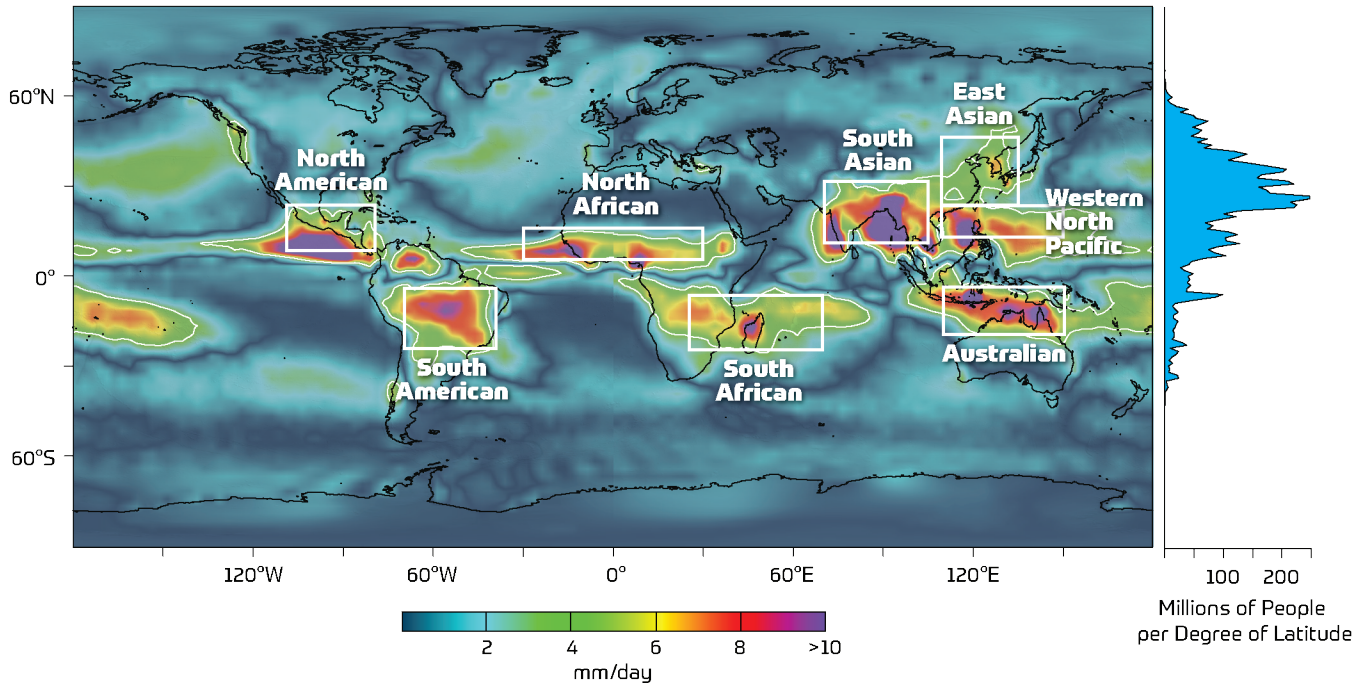 60°N
0°
60°S
North
American
North
African
South
Asian
East
Asian
Western
North
Pacific
South
American
South
African
Australian
120°W
60°W
0°
60°E
120°E
100
200
Millions of People
per Degree of Latitude
2
4
6
8
>10
mm/day